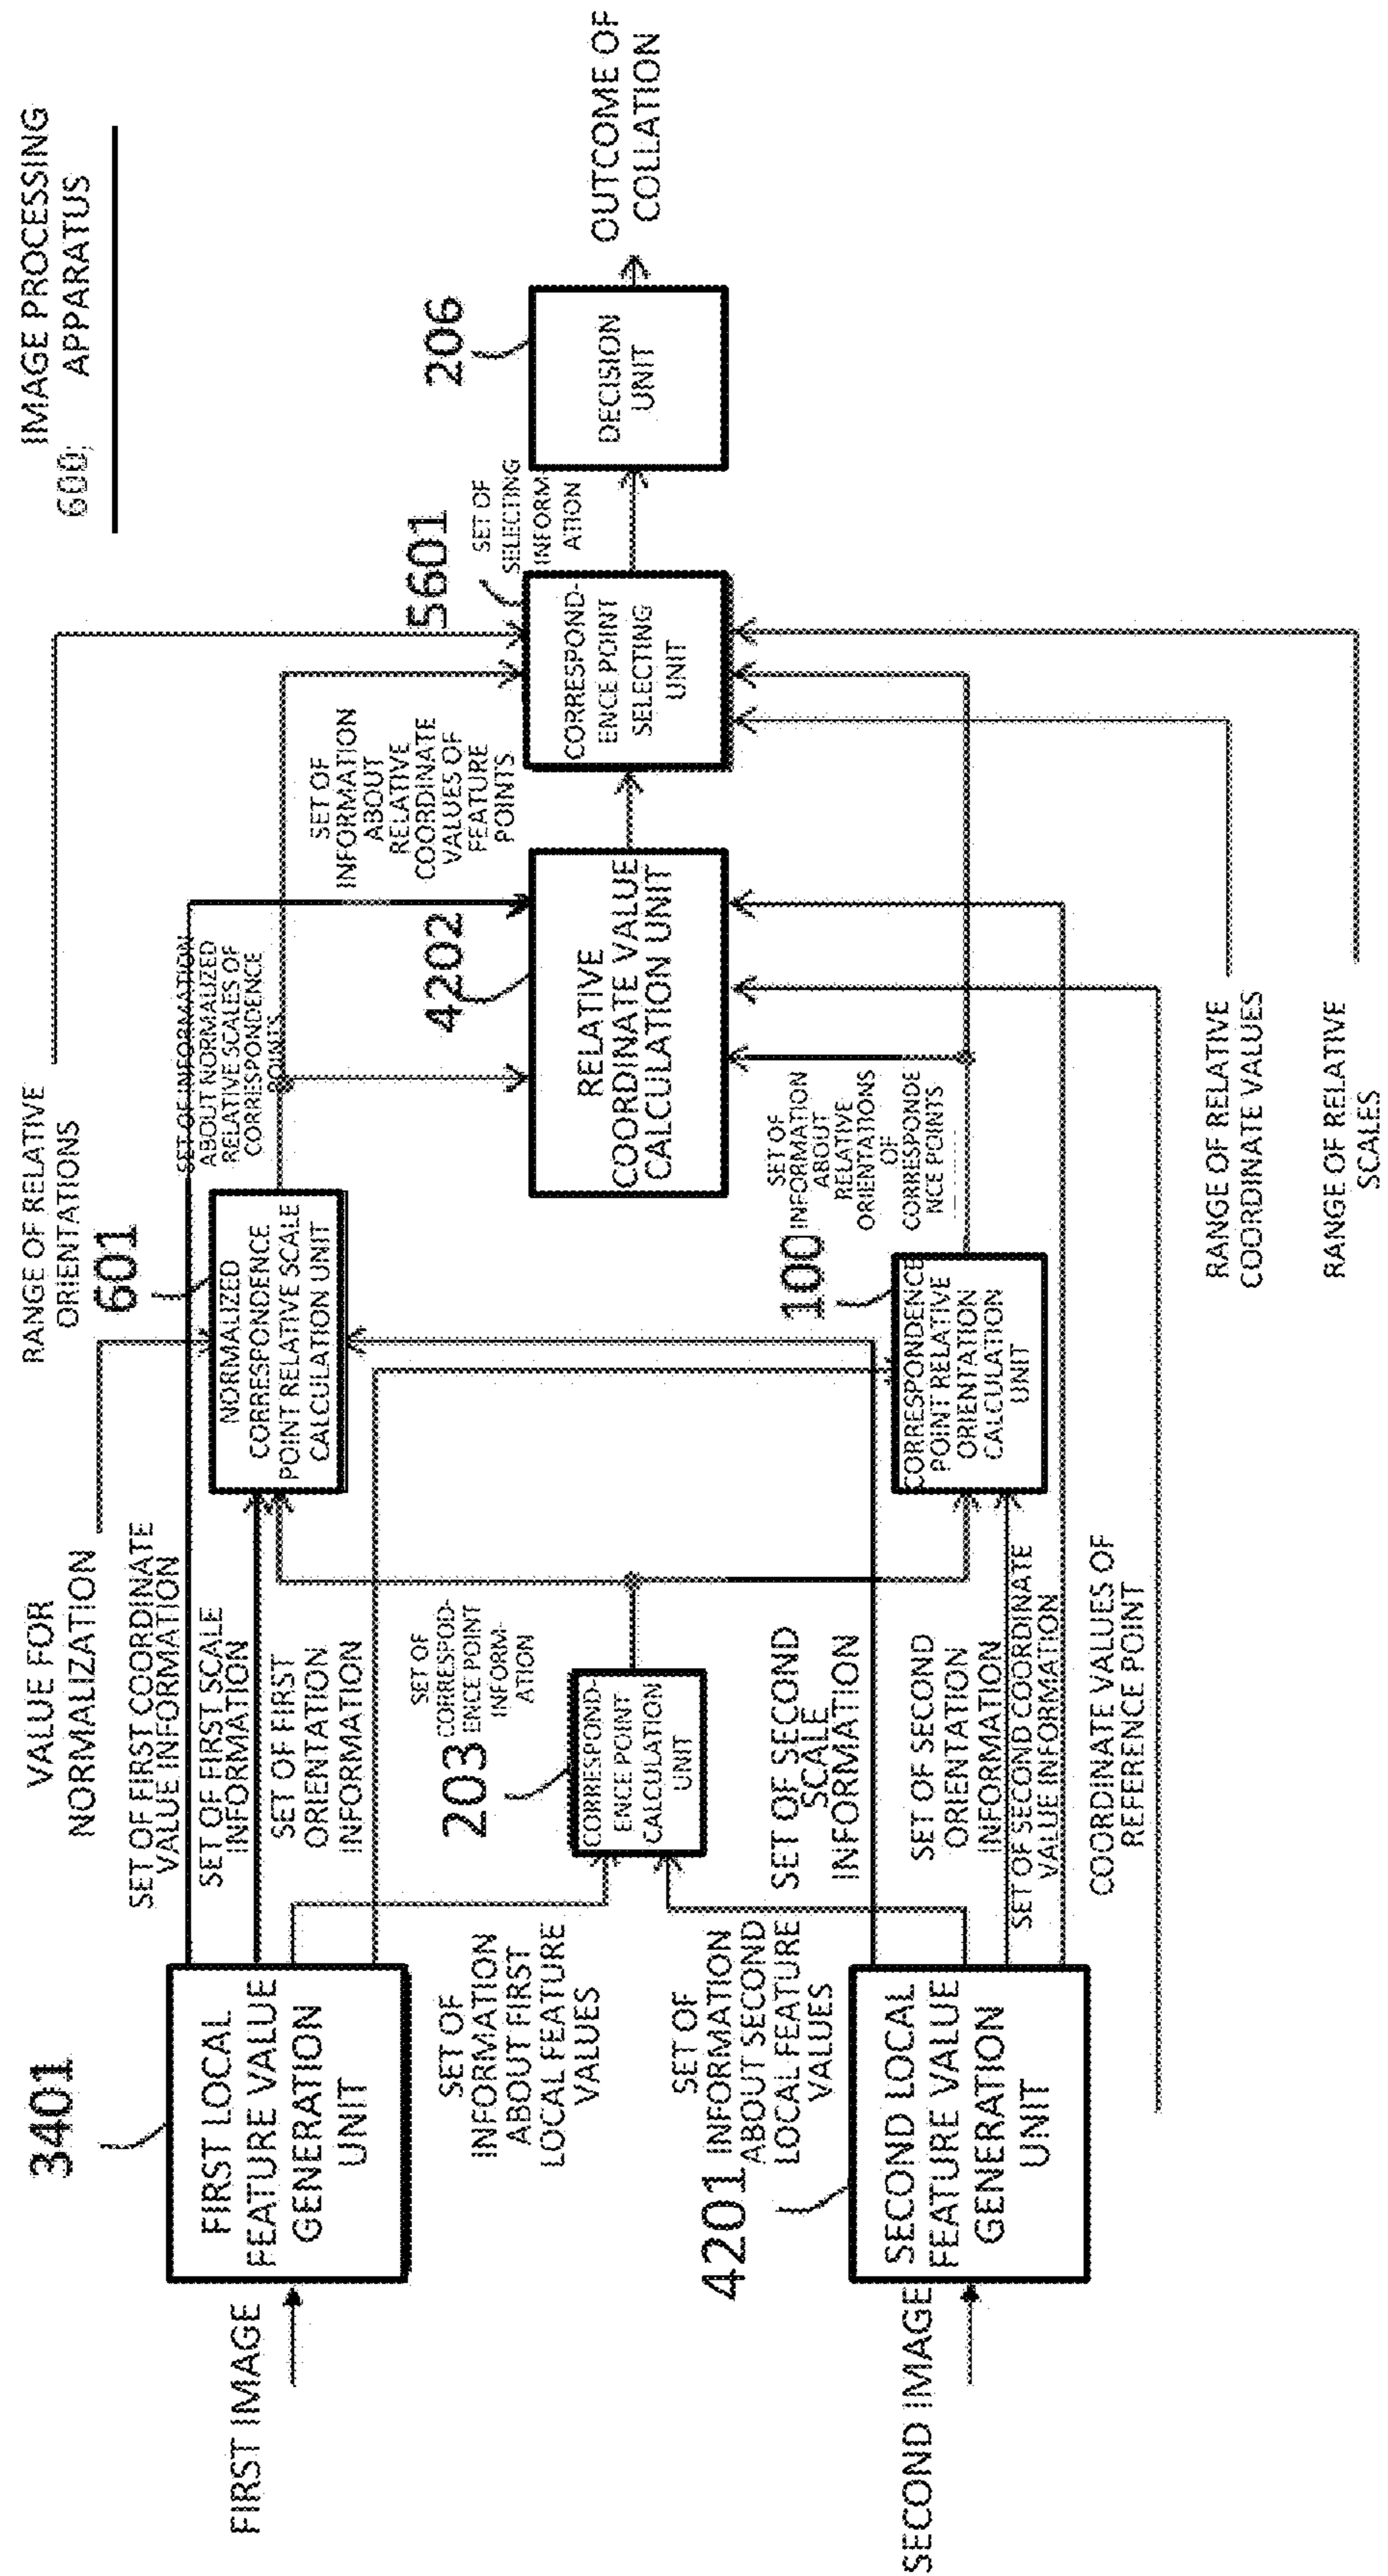 IMAGE PROCESSING
600; APPARATUS
RANGE OF RELATIVE
ORIENTATIONS
VALUE FOR
NORMALIZATION
601
NORMALIZED
CORRESPONDENCE
POINT RELATIVE SCALE
CALCULATION UNIT
SET OF INFORMATION
ABOUT NORMALIZED
RELATIVE SCALES OF
CORRESPONDENCE
POINTS
3401
FIRST LOCAL
FEATURE VALUE
GENERATION
UNIT
FIRST IMAGE
SET OF FIRST COORDINATE
VALUE INFORMATION
SET OF FIRST SCALE
INFORMATION
SET OF FIRST
ORIENTATION
INFORMATION
SET OF
INFORMATION
ABOUT FIRST
LOCAL FEATURE
VALUES
203
CORRESPOND-
ENCE POINT
CALCULATION
UNIT
SET OF
CORRESPOD-
ENCE POINT
INFORM-
ATION
4202
RELATIVE
COORDINATE VALUE
CALCULATION UNIT
SET OF
INFORMATION
ABOUT
RELATIVE
COORDINATE
VALUES OF
FEATURE
POINTS
5601
CORRESPOND-
ENCE POINT
SELECTING
UNIT
SET OF
SELECTING
INFORM-
ATION
206
DECISION
UNIT
OUTCOME OF
COLLATION
4201
SECOND LOCAL
FEATURE VALUE
GENERATION
UNIT
SECOND IMAGE
SET OF
INFORMATION
ABOUT SECOND
LOCAL FEATURE
VALUES
SET OF SECOND
SCALE
INFORMATION
SET OF SECOND
ORIENTATION
INFORMATION
SET OF SECOND COORDINATE
VALUE INFORMATION
COORDINATE VALUES OF
REFERENCE POINT
100
CORRESPONDENCE
POINT RELATIVE
ORIENTATION
CALCULATION
UNIT
SET OF
INFORMATION
ABOUT
RELATIVE
ORIENTATIONS
OF
CORRESPONDE
NCE POINTS
RANGE OF RELATIVE
COORDINATE VALUES
RANGE OF RELATIVE
SCALES